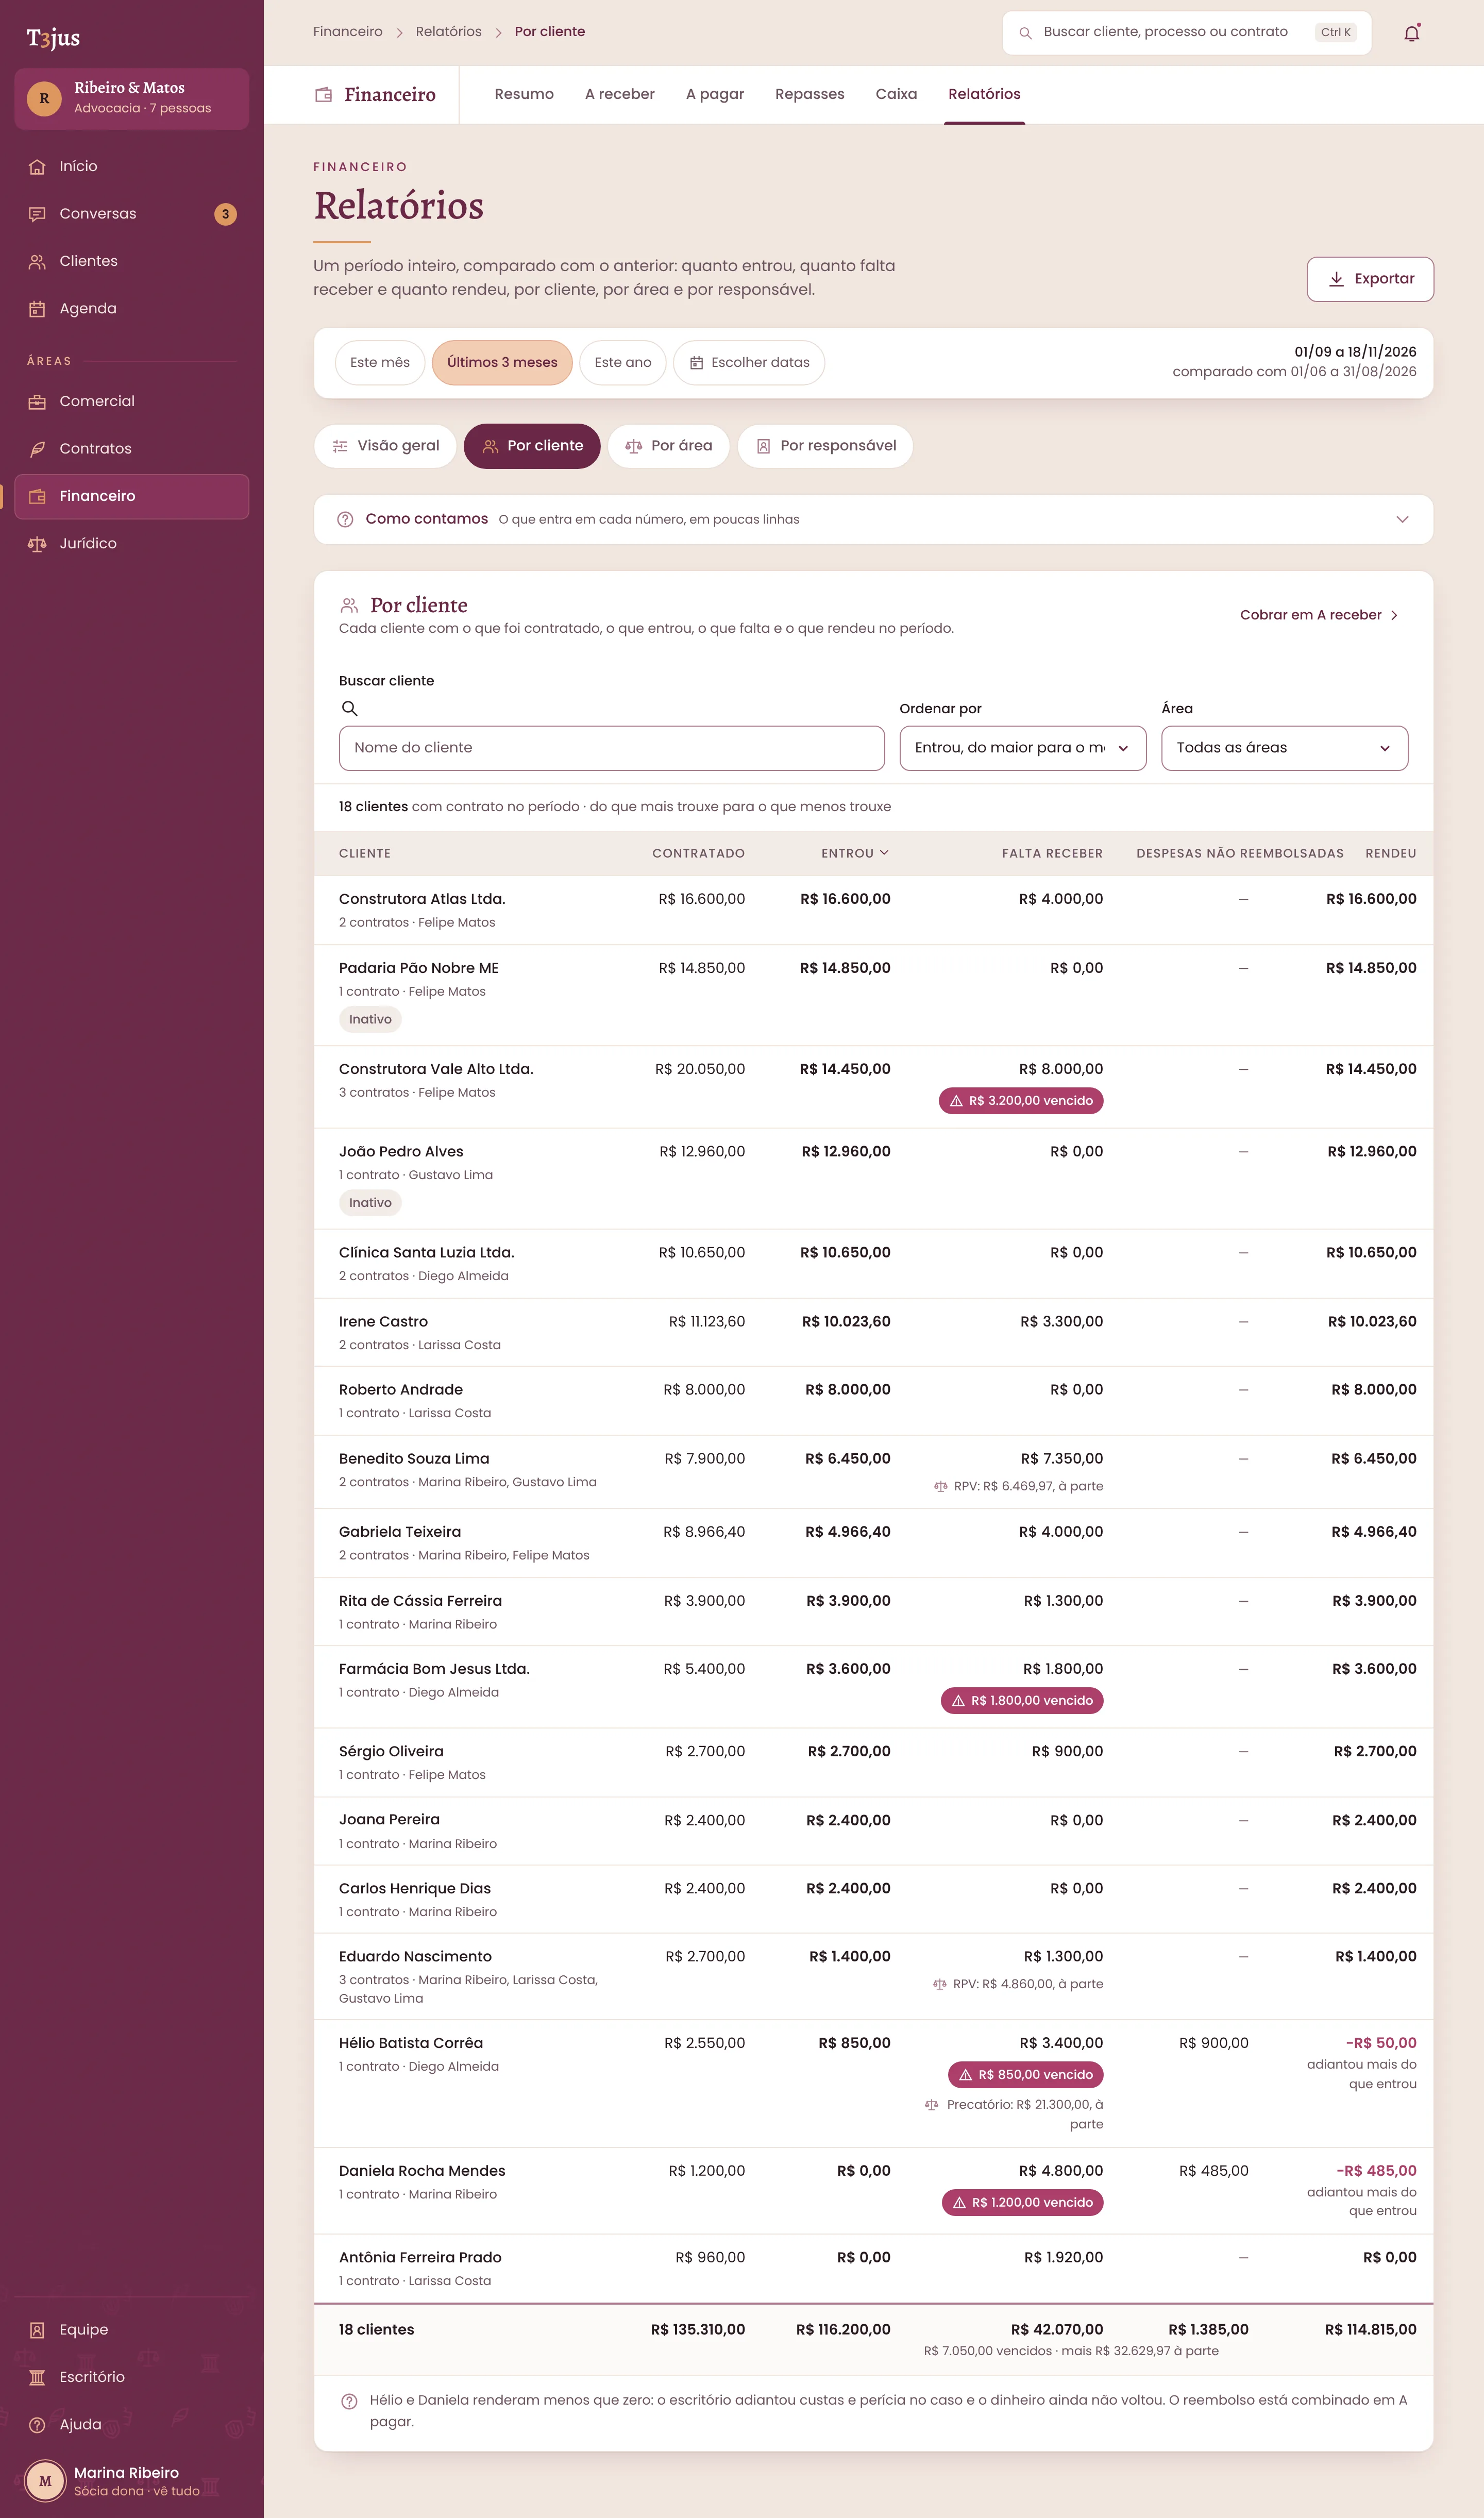 T3jus
R
Ribeiro & Matos
Advocacia · 7 pessoas
Início
Conversas
3
Clientes
Agenda
ÁREAS
Comercial
Contratos
Financeiro
Jurídico
Equipe
Escritório
Ajuda
M
Marina Ribeiro
Sócia dona · vê tudo
Financeiro
Relatórios
Por cliente
Buscar cliente, processo ou contrato
Ctrl K
Financeiro
Resumo
A receber
A pagar
Repasses
Caixa
Relatórios
FINANCEIRO
Relatórios
Um período inteiro, comparado com o anterior: quanto entrou, quanto falta
receber e quanto rendeu, por cliente, por área e por responsável.
Exportar
Este mês
Últimos 3 meses
Este ano
Escolher datas
01/09 a 18/11/2026
comparado com 01/06 a 31/08/2026
Visão geral
Por cliente
Por área
Por responsável
Como contamos O que entra em cada número, em poucas linhas
Por cliente
Cada cliente com o que foi contratado, o que entrou, o que falta e o que rendeu no período.
Cobrar em A receber
Buscar cliente
Nome do cliente
Ordenar por
Entrou, do maior para o m
Área
Todas as áreas
18 clientes com contrato no período · do que mais trouxe para o que menos trouxe
CLIENTE CONTRATADO ENTROU FALTA RECEBER DESPESAS NÃO REEMBOLSADAS RENDEU
Construtora Atlas Ltda. R$ 16.600,00 R$ 16.600,00 R$ 4.000,00 – R$ 16.600,00
2 contratos · Felipe Matos
Padaria Pão Nobre ME R$ 14.850,00 R$ 14.850,00 R$ 0,00 – R$ 14.850,00
1 contrato · Felipe Matos
Inativo
Construtora Vale Alto Ltda. R$ 20.050,00 R$ 14.450,00 R$ 8.000,00 – R$ 14.450,00
3 contratos · Felipe Matos
R$ 3.200,00 vencido
João Pedro Alves R$ 12.960,00 R$ 12.960,00 R$ 0,00 – R$ 12.960,00
1 contrato · Gustavo Lima
Inativo
Clínica Santa Luzia Ltda. R$ 10.650,00 R$ 10.650,00 R$ 0,00 – R$ 10.650,00
2 contratos · Diego Almeida
Irene Castro R$ 11.123,60 R$ 10.023,60 R$ 3.300,00 – R$ 10.023,60
2 contratos · Larissa Costa
Roberto Andrade R$ 8.000,00 R$ 8.000,00 R$ 0,00 – R$ 8.000,00
1 contrato · Larissa Costa
Benedito Souza Lima R$ 7.900,00 R$ 6.450,00 R$ 7.350,00 – R$ 6.450,00
2 contratos · Marina Ribeiro, Gustavo Lima
RPV: R$ 6.469,97, à parte
Gabriela Teixeira R$ 8.966,40 R$ 4.966,40 R$ 4.000,00 – R$ 4.966,40
2 contratos · Marina Ribeiro, Felipe Matos
Rita de Cássia Ferreira R$ 3.900,00 R$ 3.900,00 R$ 1.300,00 – R$ 3.900,00
1 contrato · Marina Ribeiro
Farmácia Bom Jesus Ltda. R$ 5.400,00 R$ 3.600,00 R$ 1.800,00 – R$ 3.600,00
1 contrato · Diego Almeida
R$ 1.800,00 vencido
Sérgio Oliveira R$ 2.700,00 R$ 2.700,00 R$ 900,00 – R$ 2.700,00
1 contrato · Felipe Matos
Joana Pereira R$ 2.400,00 R$ 2.400,00 R$ 0,00 – R$ 2.400,00
1 contrato · Marina Ribeiro
Carlos Henrique Dias R$ 2.400,00 R$ 2.400,00 R$ 0,00 – R$ 2.400,00
1 contrato · Marina Ribeiro
Eduardo Nascimento R$ 2.700,00 R$ 1.400,00 R$ 1.300,00 – R$ 1.400,00
3 contratos · Marina Ribeiro, Larissa Costa,
Gustavo Lima
RPV: R$ 4.860,00, à parte
Hélio Batista Corrêa R$ 2.550,00 R$ 850,00 R$ 3.400,00 R$ 900,00 −R$ 50,00
1 contrato · Diego Almeida
R$ 850,00 vencido
Precatório: R$ 21.300,00, à
parte
adiantou mais do
que entrou
Daniela Rocha Mendes R$ 1.200,00 R$ 0,00 R$ 4.800,00 R$ 485,00 −R$ 485,00
1 contrato · Marina Ribeiro
R$ 1.200,00 vencido
adiantou mais do
que entrou
Antônia Ferreira Prado R$ 960,00 R$ 0,00 R$ 1.920,00 – R$ 0,00
1 contrato · Larissa Costa
18 clientes R$ 135.310,00 R$ 116.200,00 R$ 42.070,00 R$ 1.385,00 R$ 114.815,00
R$ 7.050,00 vencidos · mais R$ 32.629,97 à parte
Hélio e Daniela renderam menos que zero: o escritório adiantou custas e perícia no caso e o dinheiro ainda não voltou. O reembolso está combinado em A
pagar.